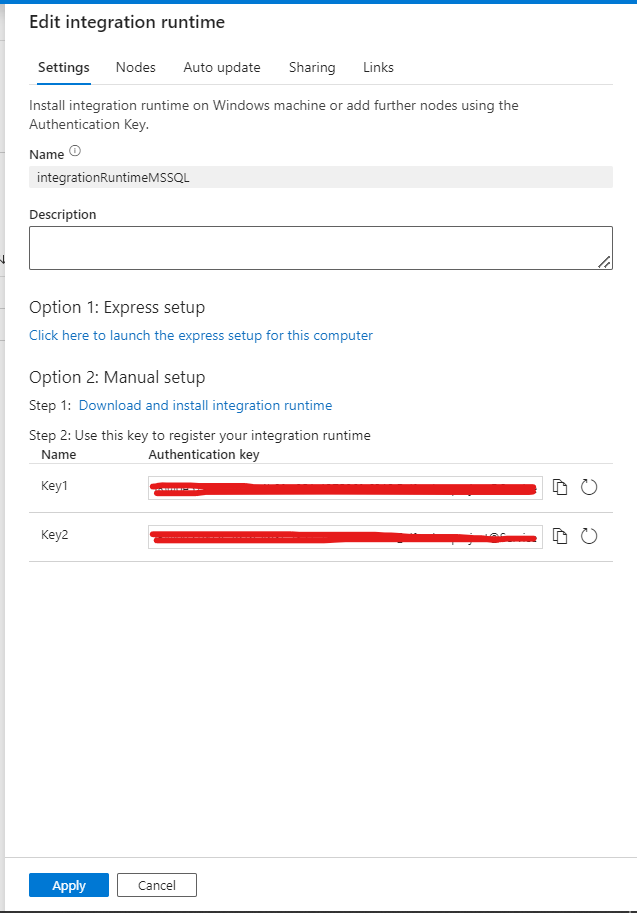 Edit integration runtime
Settings Nodes Auto update Sharing Links
Install integration runtime on Windows machine or add further nodes using the
Authentication Key.
Name
integrationRuntimeMSSQL
Description
Option 1: Express setup
Click here to launch the express setup for this computer
Option 2: Manual setup
Step 1: Download and install integration runtime
Step 2: Use this key to register your integration runtime
Name Authentication key
Key1
Key2
Apply Cancel